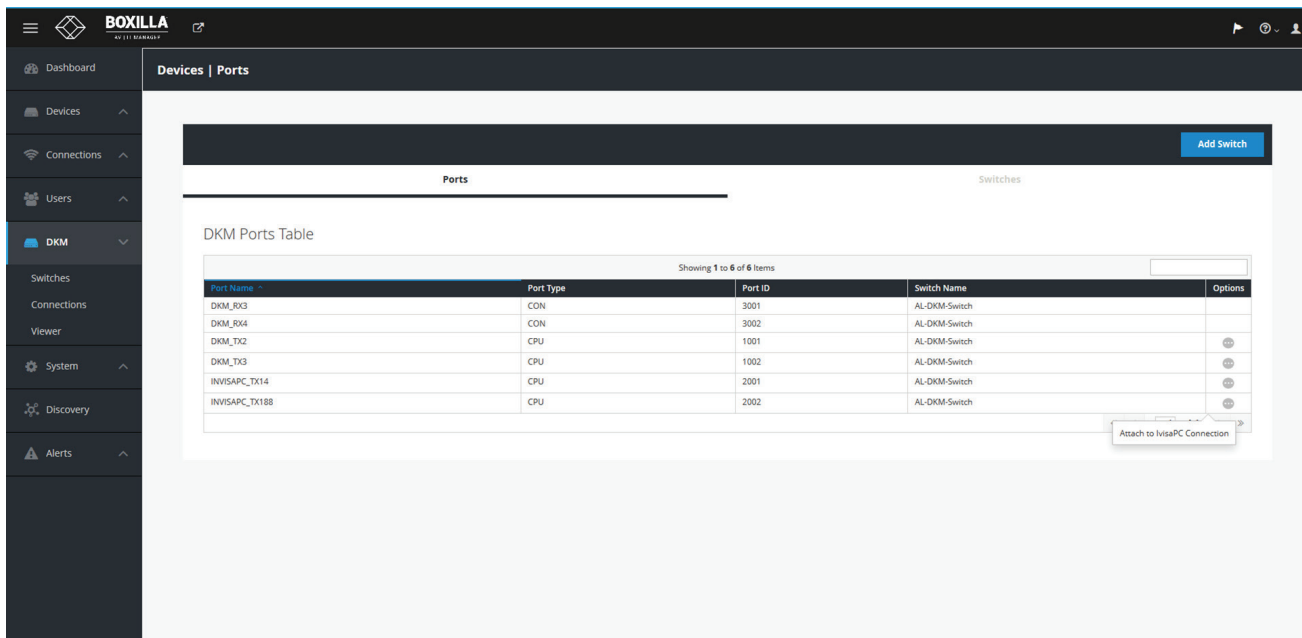 BOXILLA
AV | IT MANAGER
Dashboard
Devices | Ports
Devices
Connections
Users
DKM
Switches
Connections
Viewer
System
Discovery
Alerts
Add Switch
Ports Switches
DKM Ports Table
Showing 1 to 6 of 6 Items
Port Name Port Type Port ID Switch Name Options
DKM_RX3 CON 3001 AL-DKM-Switch
DKM_RX4 CON 3002 AL-DKM-Switch
DKM_TX2 CPU 1001 AL-DKM-Switch
DKM_TX3 CPU 1002 AL-DKM-Switch
INVISAPC_TX14 CPU 2001 AL-DKM-Switch
INVISAPC_TX188 CPU 2002 AL-DKM-Switch
Attach to IvisaPC Connection